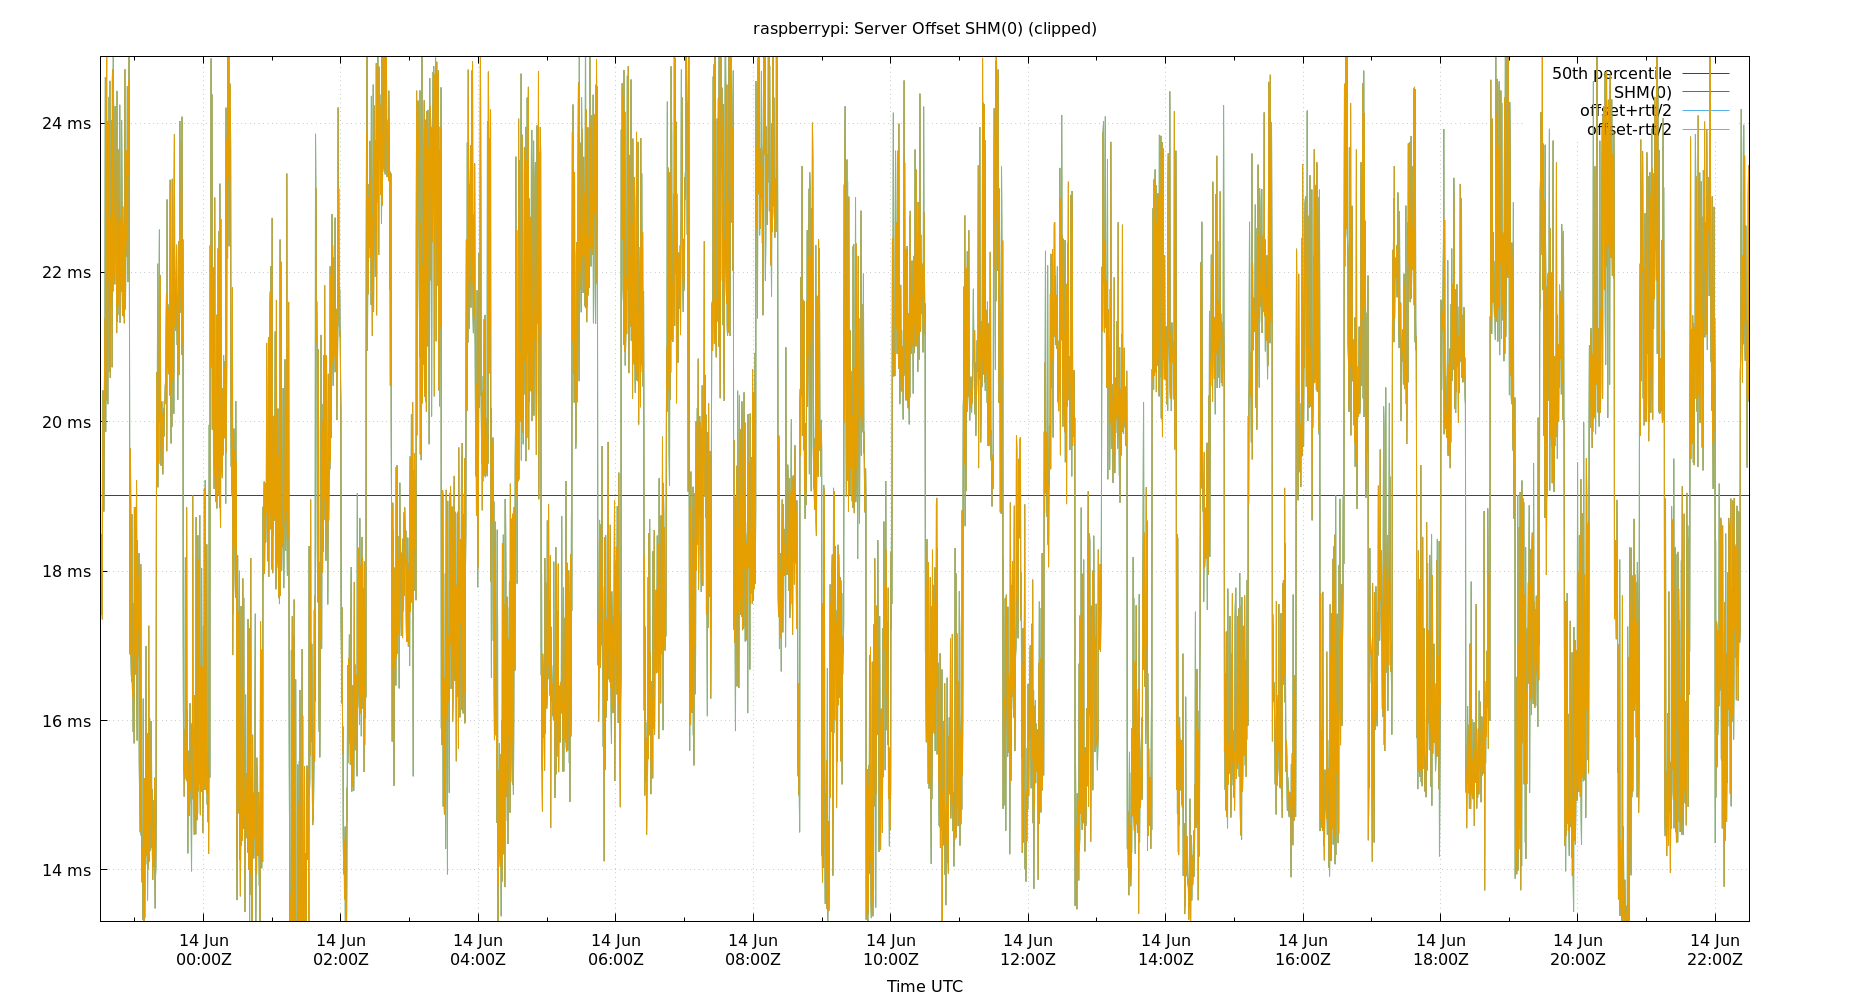 raspberrypi: Server Offset SHM(0) (clipped)
50th percentile
SHM(0)
offset+rtt/2
offset-rtt/2
24 ms
22 ms
20 ms
18 ms
16 ms
14 ms
14 Jun 14 Jun 14 Jun 14 Jun 14 Jun 14 Jun 14 Jun 14 Jun 14 Jun 14 Jun 14 Jun 14 Jun
00:00Z 02:00Z 04:00Z 06:00Z 08:00Z 10:00Z 12:00Z 14:00Z 16:00Z 18:00Z 20:00Z 22:00Z
Time UTC